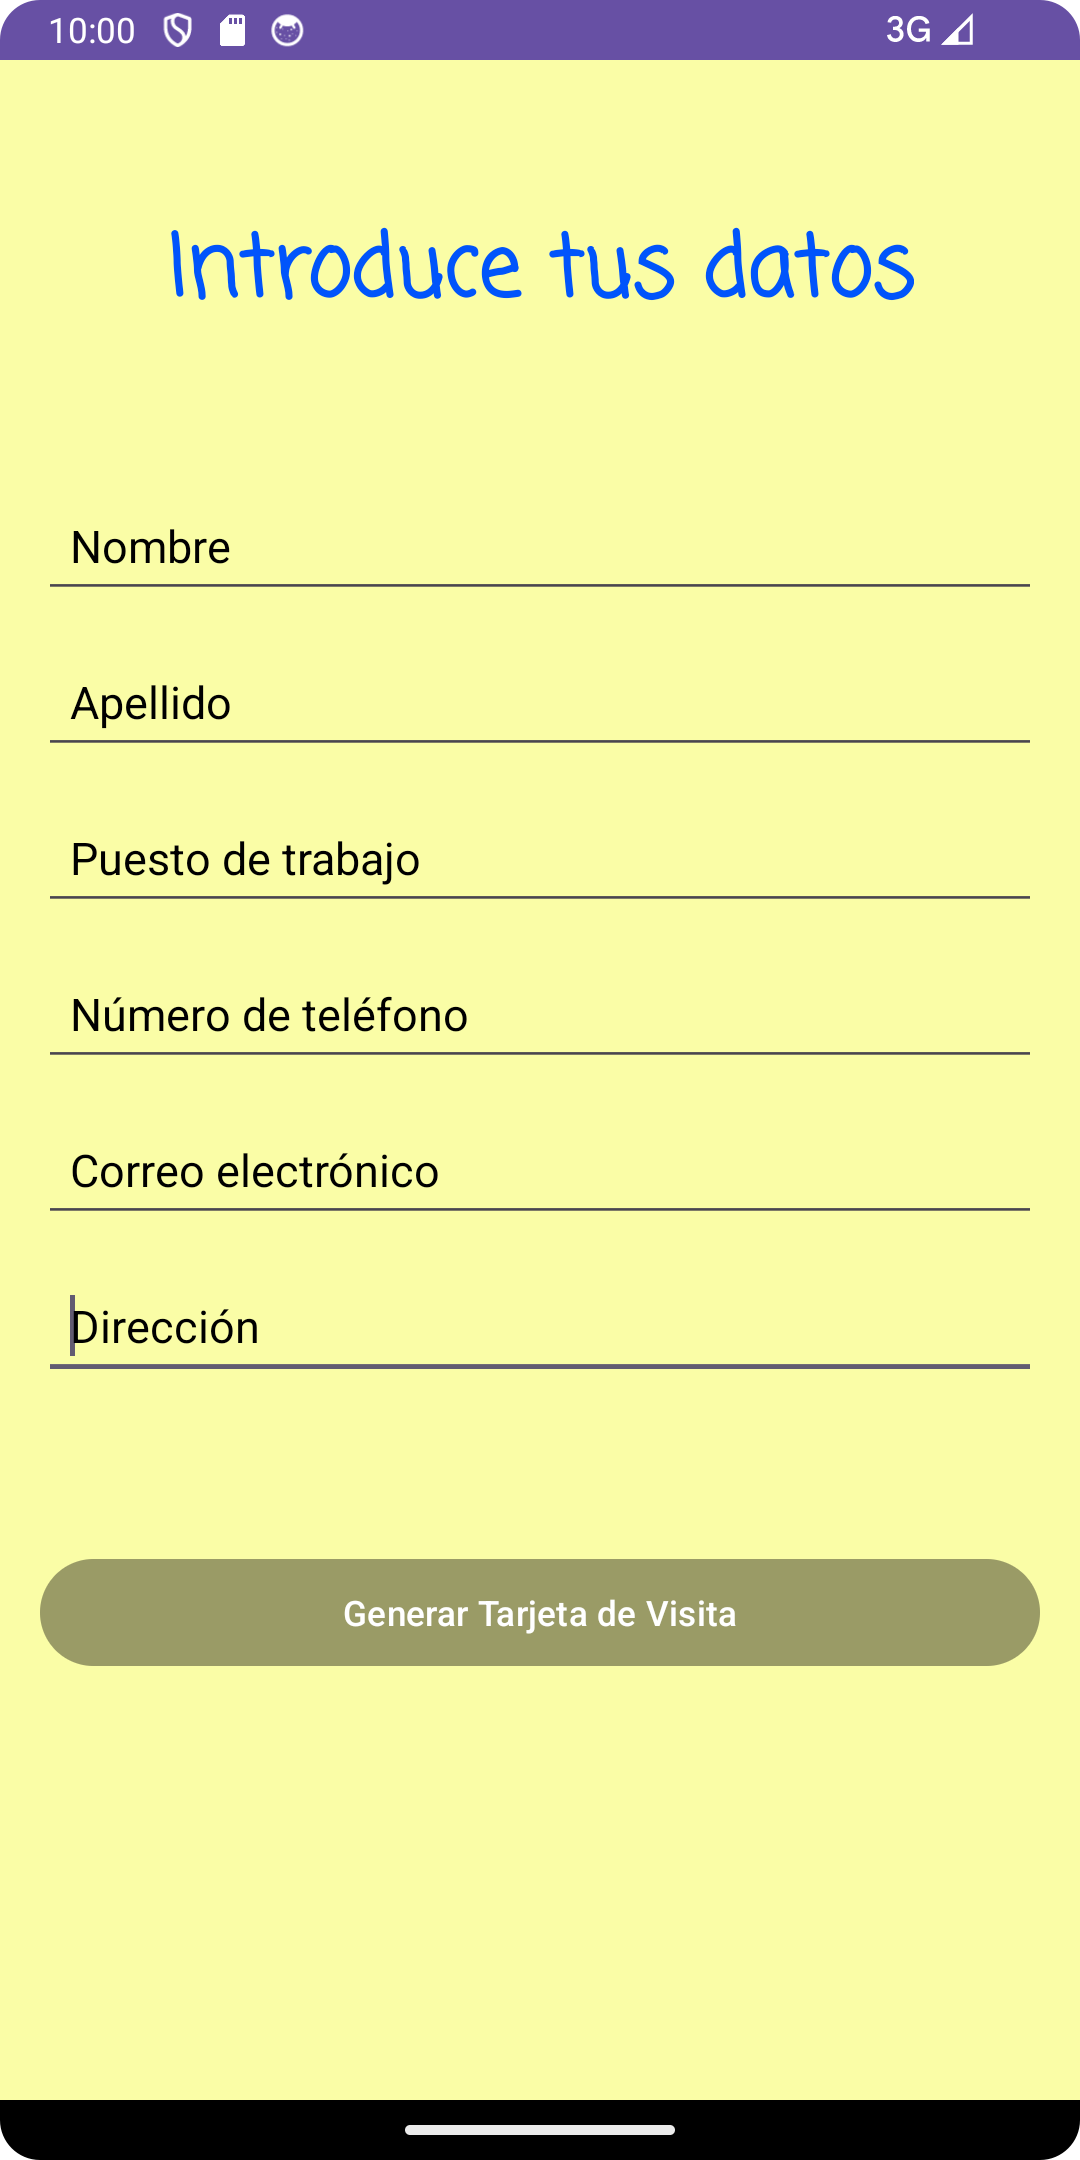 10:00 3G
Introduce tus datos
Nombre
Apellido
Puesto de trabajo
Número de teléfono
Correo electrónico
Dirección
Generar Tarjeta de Visita